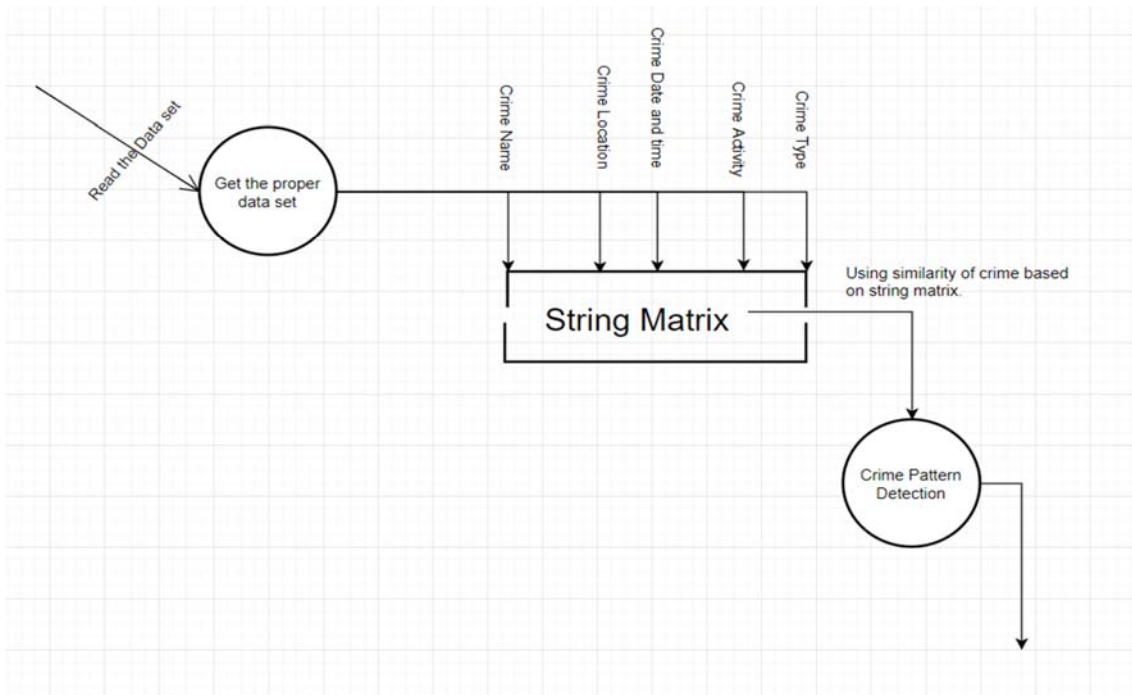 Read the Data set
Get the proper
data set
Crime Name
Crime Location
Crime Date and time
Crime Activity
Crime Type
String Matrix
Using similarity of crime based
on string matrix.
Crime Pattern
Detection